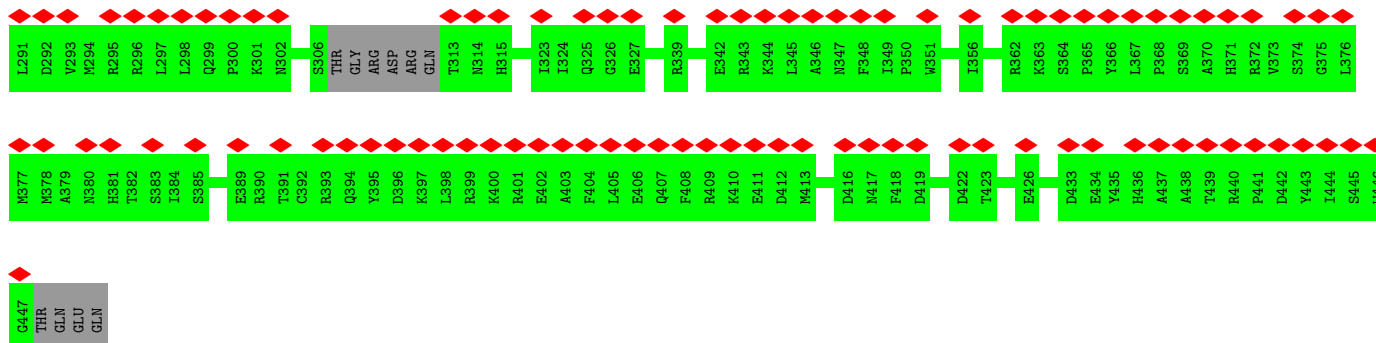 L291 D292 V293 M294 R295 R296 L297 L298 Q299 P300 K301 N302 S306 THR GLY ARG ASP ARG GLN T313 N314 H315 I323 I324 Q325 G326 E327 R339 E342 R343 K344 L345 A346 N347 F348 I349 P350 W351 I356 R362 K363 S364 P365 Y366 L367 P368 S369 A370 H371 R372 V373 S374 G375 L376
M377 M378 A379 N380 H381 T382 S383 I384 S385 E389 R390 T391 C392 R393 Q394 Y395 D396 K397 L398 R399 K400 R401 E402 A403 F404 L405 E406 Q407 F408 R409 K410 E411 D412 M413 D416 N417 F418 D419 D422 T423 E426 D433 E434 Y435 H436 A437 A438 T439 R440 P441 D442 Y443 I444 S445
G447 THR GLN GLU GLN